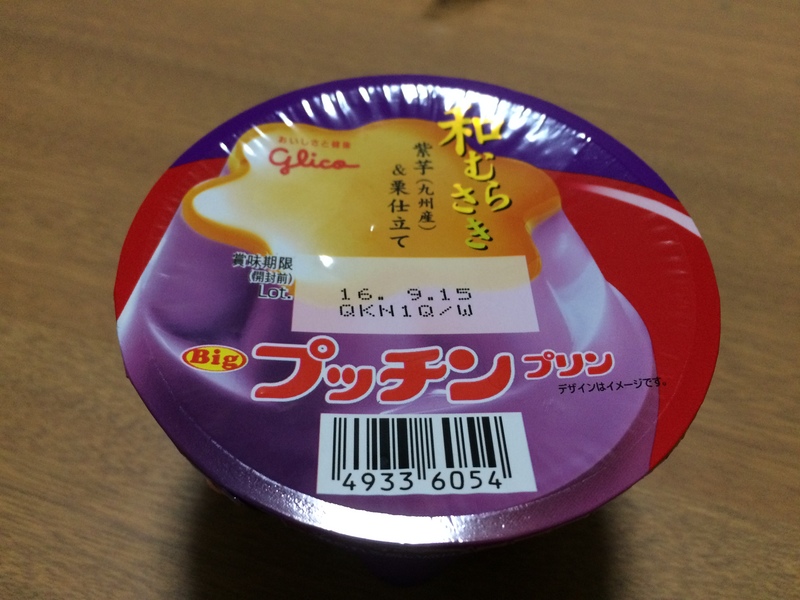 和むらさき
紫芋(九州産)
&栗仕立て
おいしさと健康
Glico
賞味期限
(開封前)
Lot.
16. 9.15
QKN1Q/W
Big
プッチンプリン
デザインはイメージです。
4933 6054